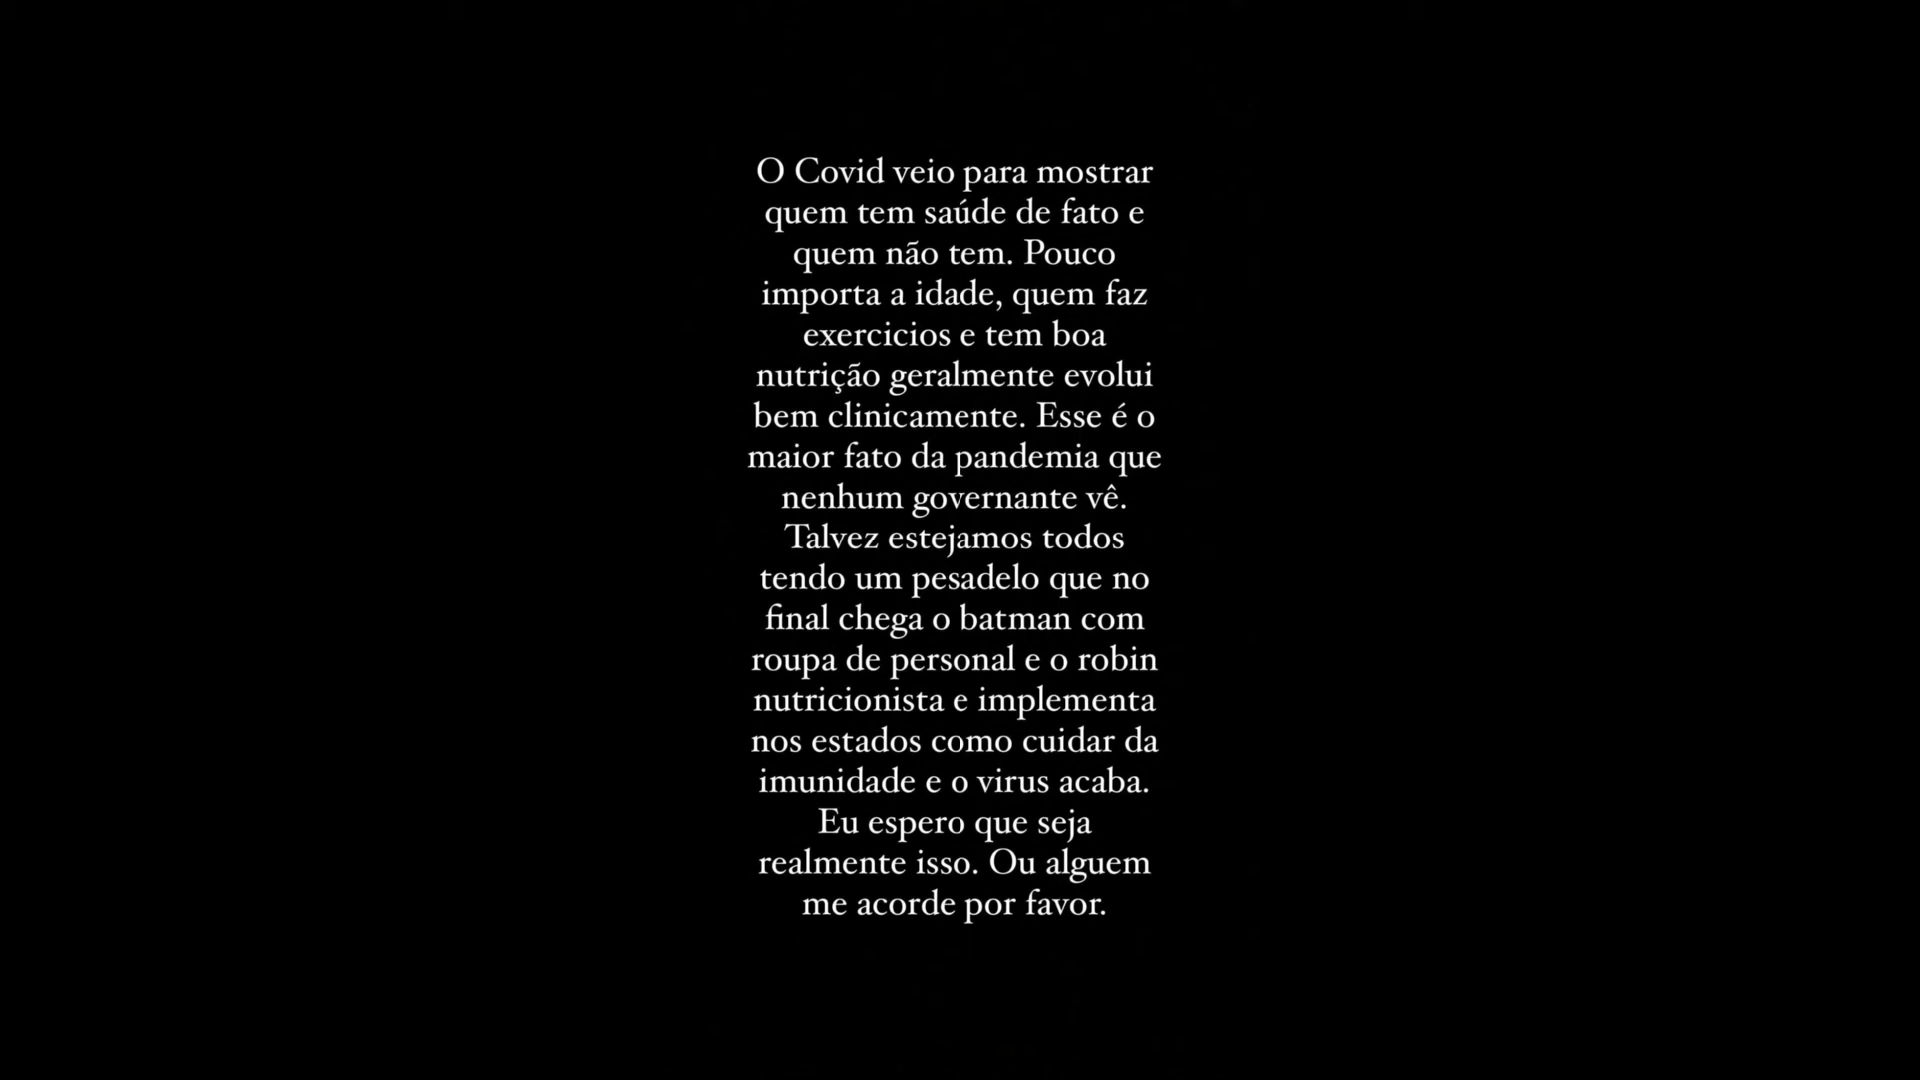 O Covid veio para mostrar
quem tem saúde de fato e
quem não tem. Pouco
importa a idade, quem faz
exercicios e tem boa
nutrição geralmente evolui
bem clinicamente. Esse é o
maior fato da pandemia que
nenhum governante vê.
Talvez estejamos todos
tendo um pesadelo que no
final chega o batman com
roupa de personal e o robin
nutricionista e implementa
nos estados como cuidar da
imunidade e o virus acaba.
Eu espero que seja
realmente isso. Ou alguem
me acorde por favor.